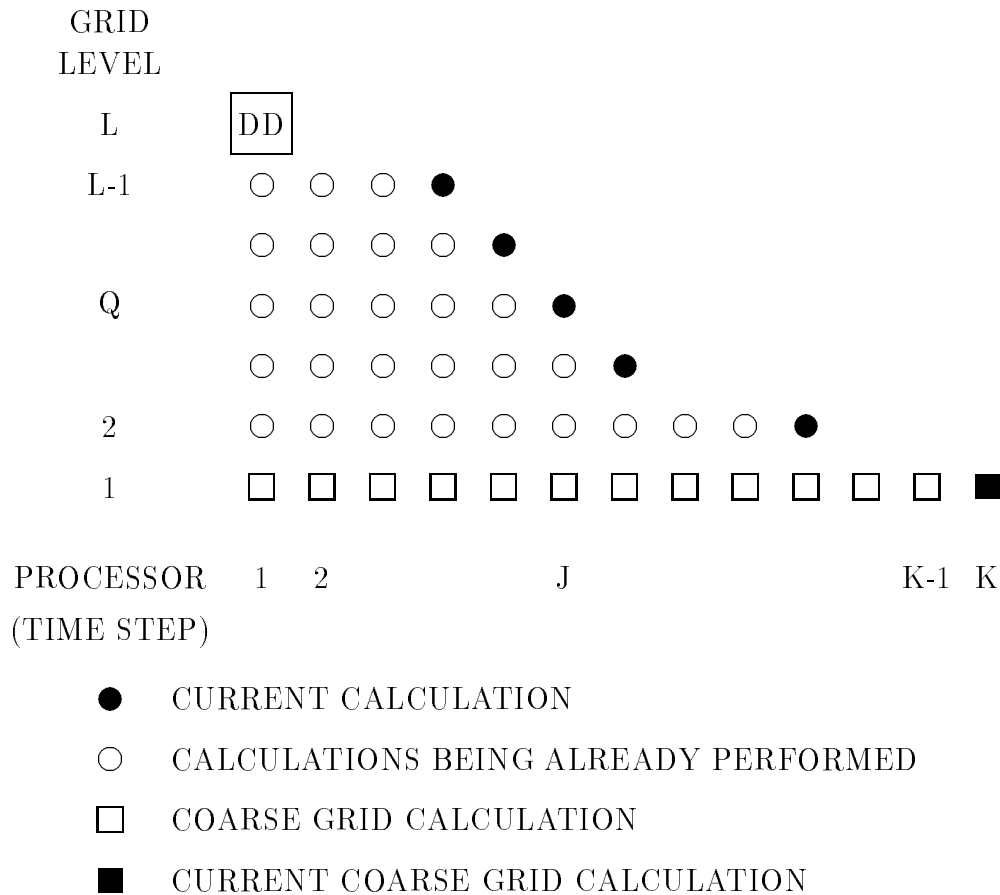 GRID
LEVEL
L DD
L-1
Q
2
1
PROCESSOR 1 2 J K-1 K
(TIME STEP)
CURRENT CALCULATION
CALCULATIONS BEING ALREADY PERFORMED
COARSE GRID CALCULATION
CURRENT COARSE GRID CALCULATION